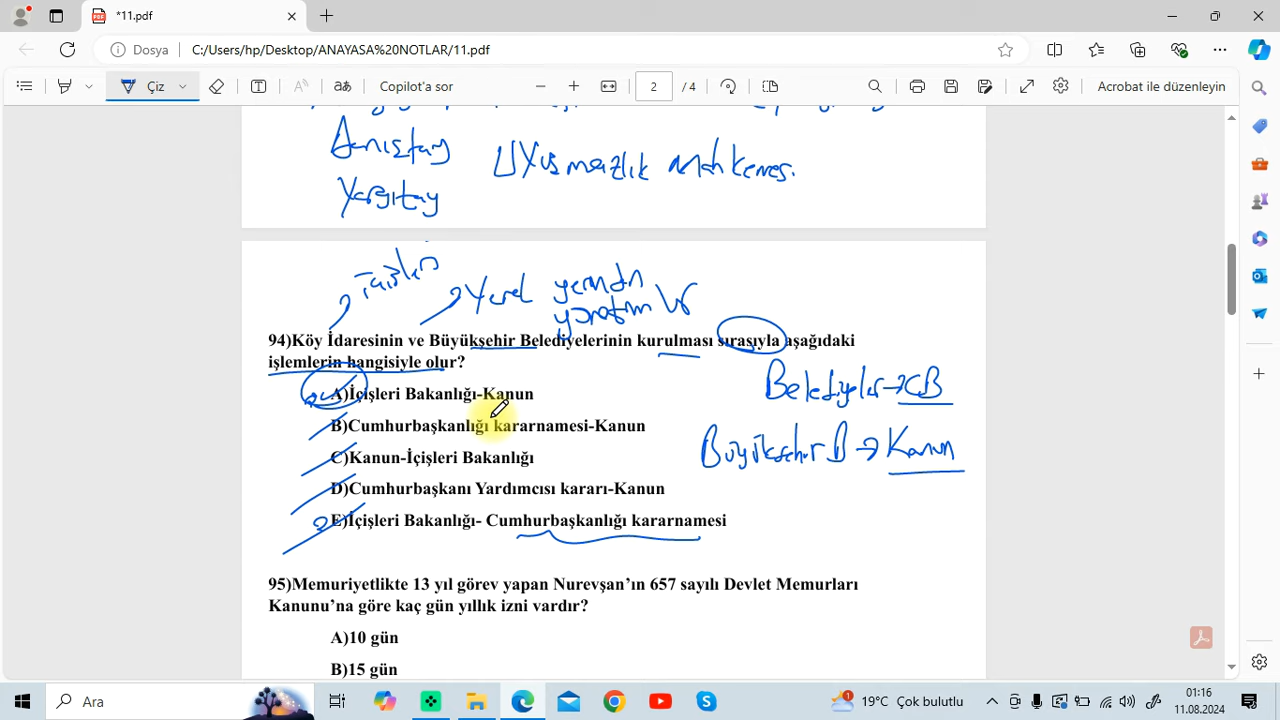 *11.pdf
Dosya
C:/Users/hp/Desktop/ANAYASA%20NOTLAR/11.pdf
Çiz
Copilot'a sor
2
/ 4
Acrobat ile düzenleyin
Danıştay
Uyuşmazlık Mahkemesi
Yargıtay
İçişleri
Yerel yerinden
yönetim
94)Köy İdaresinin ve Büyükşehir Belediyelerinin kurulması sırasıyla aşağıdaki
işlemlerin hangisiyle olur?
A)İçişleri Bakanlığı-Kanun
Belediyeler → CB
B)Cumhurbaşkanlığı kararnamesi-Kanun
Büyükşehir B → Kanun
C)Kanun-İçişleri Bakanlığı
D)Cumhurbaşkanı Yardımcısı kararı-Kanun
E)İçişleri Bakanlığı- Cumhurbaşkanlığı kararnamesi
95)Memuriyetlikte 13 yıl görev yapan Nurevşan’ın 657 sayılı Devlet Memurları
Kanunu’na göre kaç gün yıllık izni vardır?
A)10 gün
B)15 gün
Ara
19°C Çok bulutlu
01:16
11.08.2024